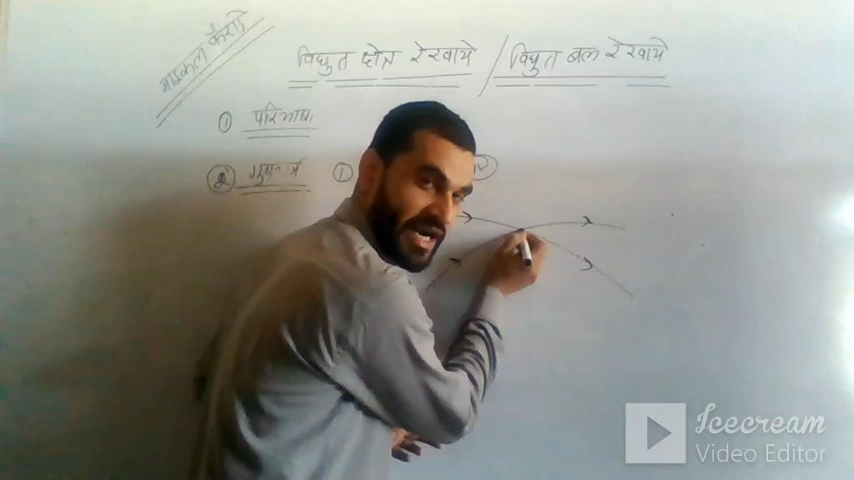 माइकल फैराडे
विद्युत क्षेत्र रेखाये / विद्युत बल रेखाये
① परिभाषा
② गुणधर्म ①
Icecream
Video Editor